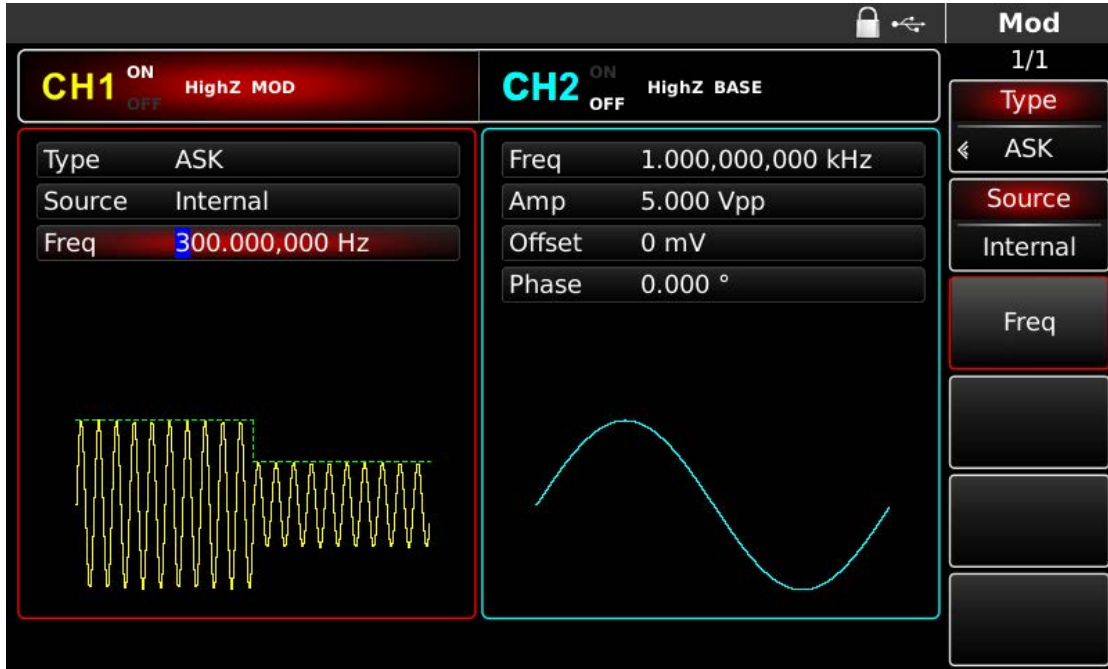 Mod
1/1
CH1 ON OFF HighZ MOD
CH2 ON OFF HighZ BASE
Type ASK
Source Internal
Freq 300.000,000 Hz
Freq 1.000,000,000 kHz
Amp 5.000 Vpp
Offset 0 mV
Phase 0.000 °
Type
ASK
Source
Internal
Freq